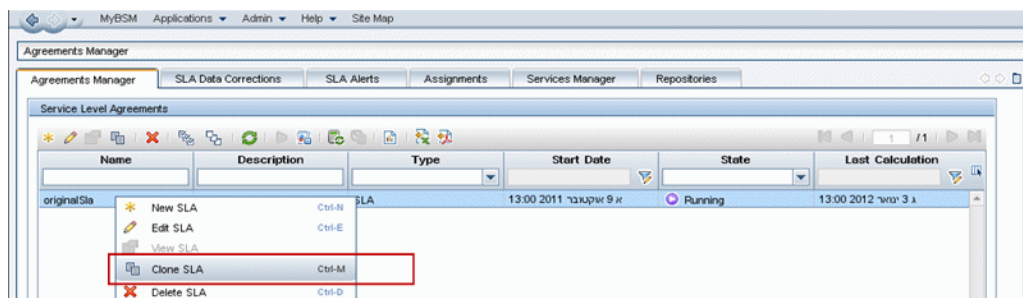 MyBSM Applications Admin Help Site Map
Agreements Manager
Agreements Manager SLA Data Corrections SLA Alerts Assignments Services Manager Repositories
Service Level Agreements
1 /1
Name Description Type Start Date State Last Calculation
originalSla SLA א 9 אוקטובר 2011 13:00 Running ג 3 ינואר 2012 13:00
New SLA Ctrl-N
Edit SLA Ctrl-E
View SLA
Clone SLA Ctrl-M
Delete SLA Ctrl-D